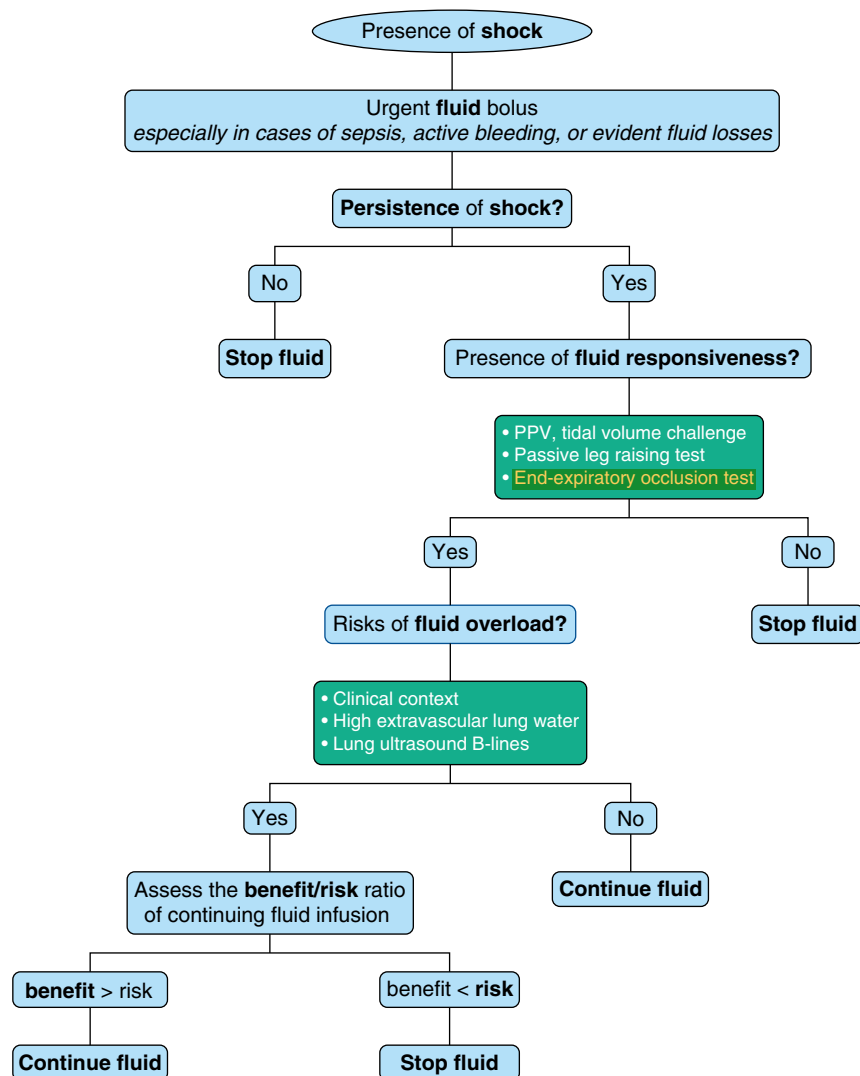 Presence of shock
Urgent fluid bolus
especially in cases of sepsis, active bleeding, or evident fluid losses
Persistence of shock?
No
Yes
Stop fluid
Presence of fluid responsiveness?
• PPV, tidal volume challenge
• Passive leg raising test
• End-expiratory occlusion test
Yes
No
Risks of fluid overload?
Stop fluid
• Clinical context
• High extravascular lung water
• Lung ultrasound B-lines
Yes
No
Assess the benefit/risk ratio
of continuing fluid infusion
Continue fluid
benefit > risk
benefit < risk
Continue fluid
Stop fluid